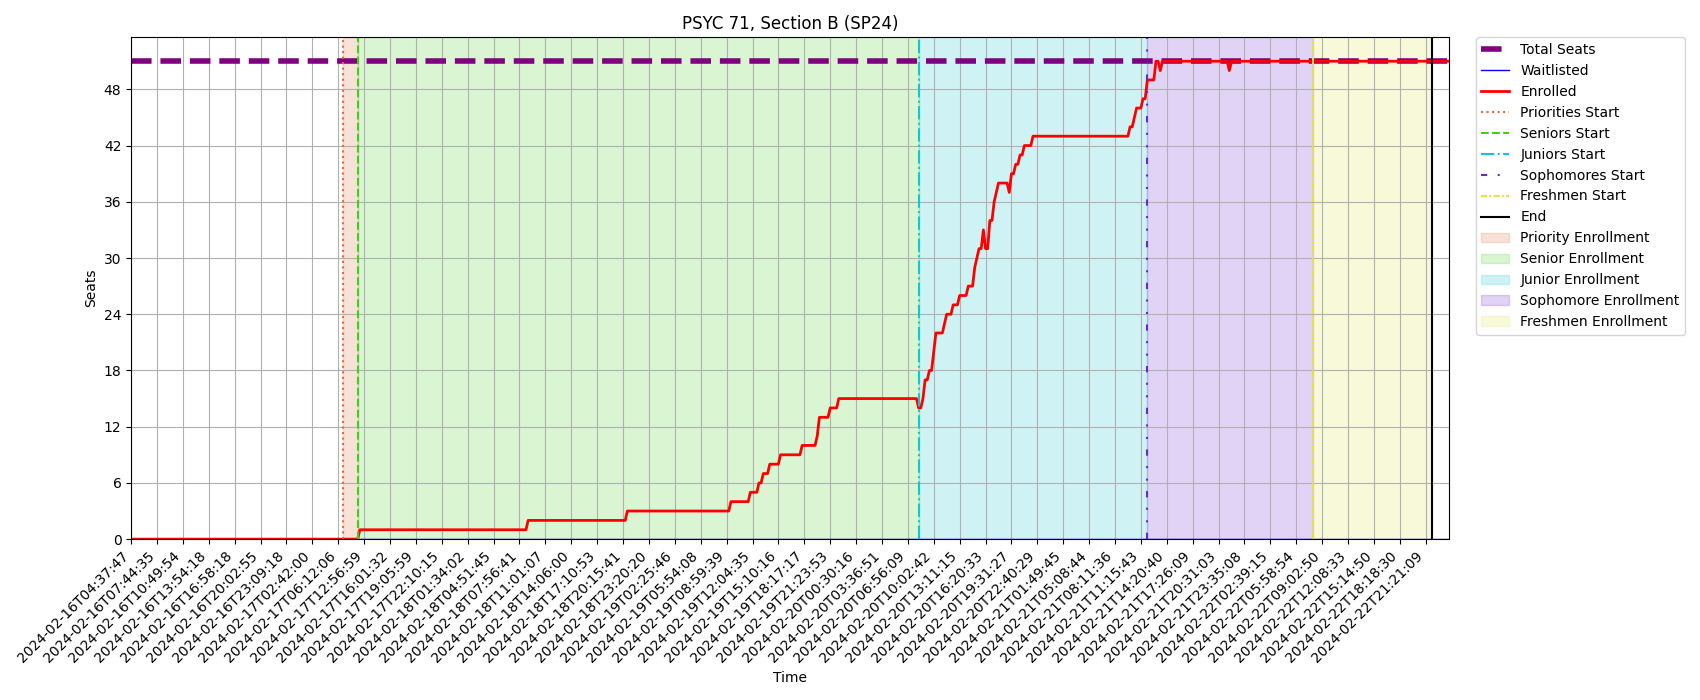 PSYC 71, Section B (SP24)
Seats
48
42
36
30
24
18
12
6
0
2024-02-16T04:37:47
2024-02-16T07:44:35
2024-02-16T10:49:54
2024-02-16T13:54:18
2024-02-16T16:58:18
2024-02-16T20:02:55
2024-02-16T23:09:18
2024-02-17T02:42:00
2024-02-17T06:12:06
2024-02-17T12:56:59
2024-02-17T16:01:32
2024-02-17T19:05:59
2024-02-17T22:10:15
2024-02-18T01:34:02
2024-02-18T04:51:45
2024-02-18T07:56:41
2024-02-18T11:01:07
2024-02-18T14:06:00
2024-02-18T17:10:53
2024-02-18T20:15:41
2024-02-18T23:20:20
2024-02-19T02:25:46
2024-02-19T05:54:08
2024-02-19T08:59:39
2024-02-19T12:04:35
2024-02-19T15:10:16
2024-02-19T18:17:17
2024-02-19T21:23:53
2024-02-20T00:30:16
2024-02-20T03:36:51
2024-02-20T06:56:09
2024-02-20T10:02:42
2024-02-20T13:11:15
2024-02-20T16:20:33
2024-02-20T19:31:27
2024-02-20T22:40:29
2024-02-21T01:49:45
2024-02-21T05:08:44
2024-02-21T08:11:36
2024-02-21T11:15:43
2024-02-21T14:20:40
2024-02-21T17:26:09
2024-02-21T20:31:03
2024-02-21T23:35:08
2024-02-22T02:39:15
2024-02-22T05:58:54
2024-02-22T09:02:50
2024-02-22T12:08:33
2024-02-22T15:14:50
2024-02-22T18:18:30
2024-02-22T21:21:09
Time
Total Seats
Waitlisted
Enrolled
Priorities Start
Seniors Start
Juniors Start
Sophomores Start
Freshmen Start
End
Priority Enrollment
Senior Enrollment
Junior Enrollment
Sophomore Enrollment
Freshmen Enrollment